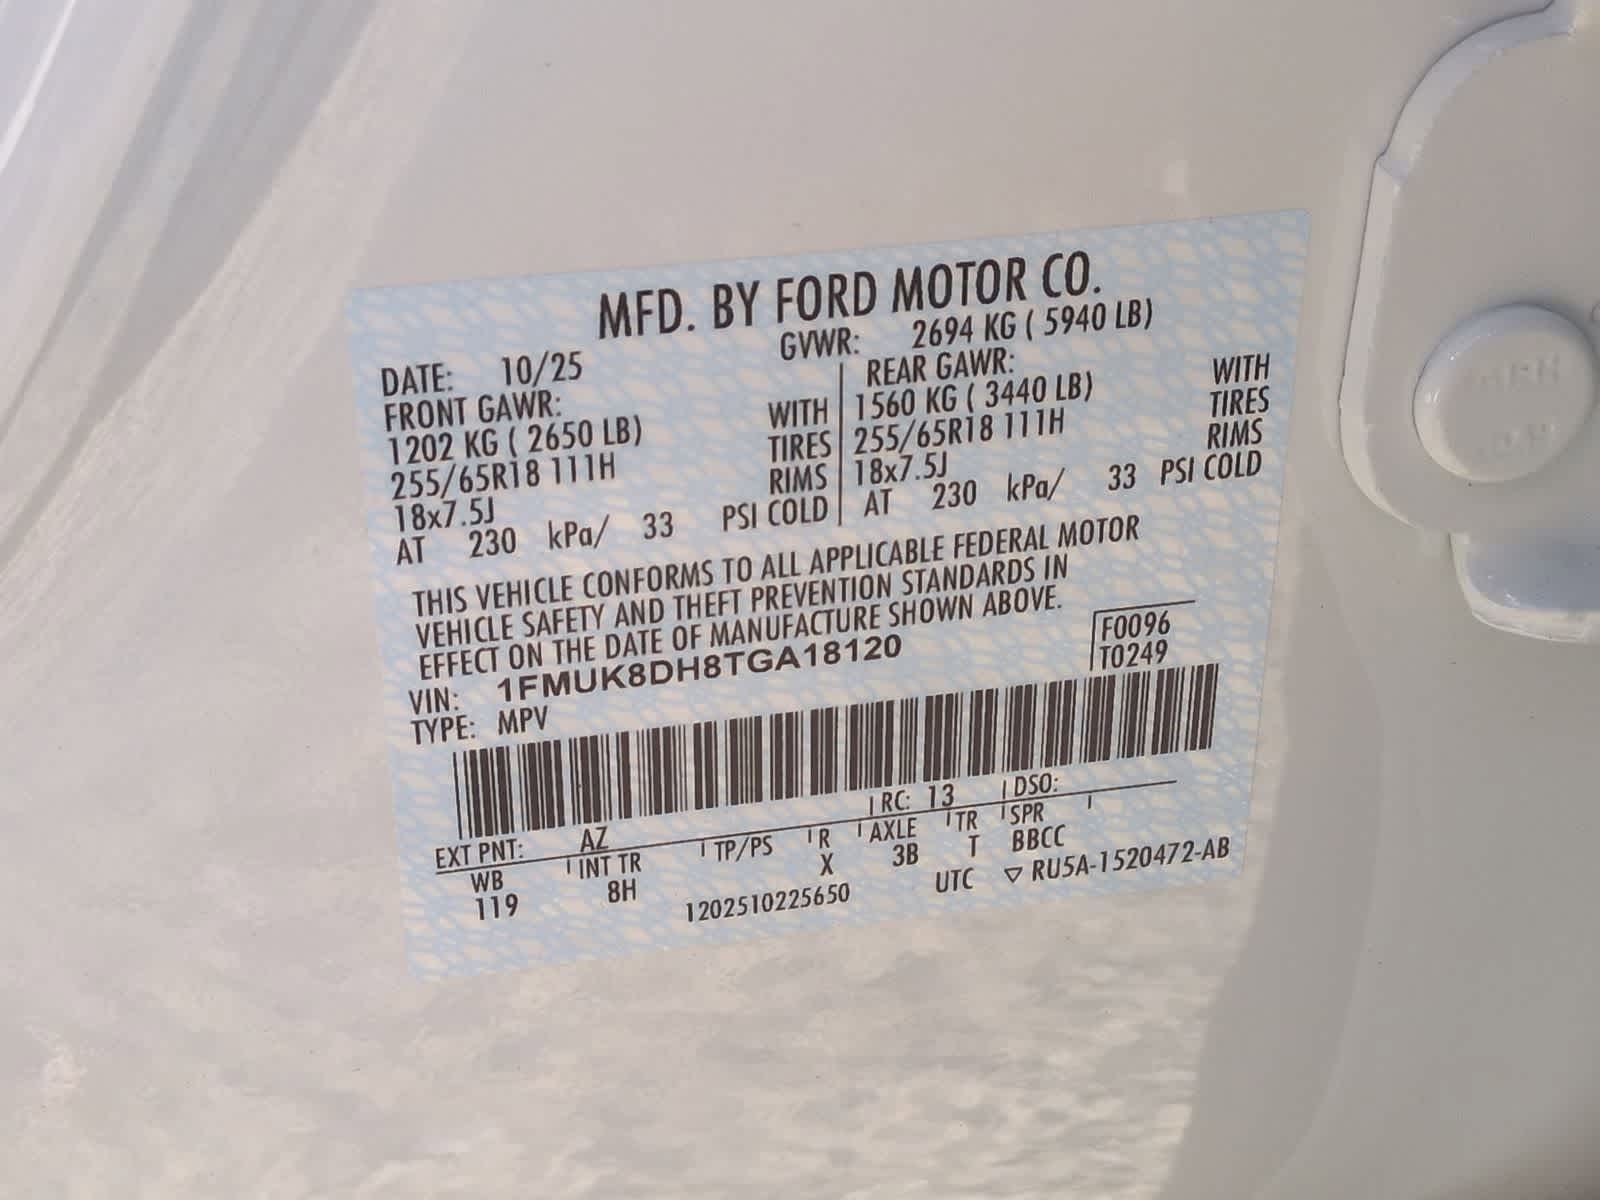 MFD. BY FORD MOTOR CO.
DATE: 10/25 GVWR: 2694 KG ( 5940 LB)
FRONT GAWR: REAR GAWR:
1202 KG ( 2650 LB) WITH 1560 KG ( 3440 LB) WITH
255/65R18 111H TIRES 255/65R18 111H TIRES
18x7.5J RIMS 18x7.5J RIMS
AT 230 kPa/ 33 PSI COLD AT 230 kPa/ 33 PSI COLD
THIS VEHICLE CONFORMS TO ALL APPLICABLE FEDERAL MOTOR
VEHICLE SAFETY AND THEFT PREVENTION STANDARDS IN
EFFECT ON THE DATE OF MANUFACTURE SHOWN ABOVE.
VIN: 1FMUK8DH8TGA18120 F0096
TYPE: MPV T0249
EXT PNT: AZ RC: 13 DSO:
WB INT TR TP/PS R AXLE TR SPR
119 8H X 3B T BBCC
1202510225650 UTC ▽ RU5A-1520472-AB